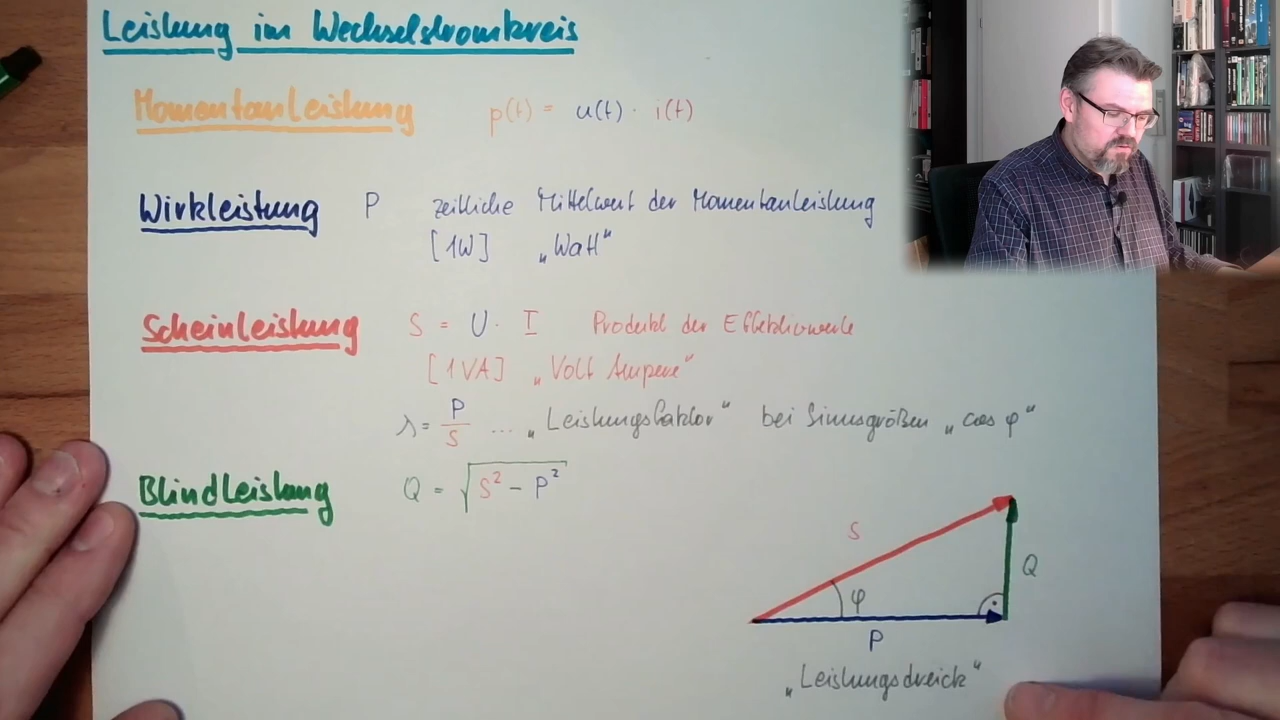 Leistung im Wechselstromkreis
Momentanleistung p(t) = u(t) · i(t)
Wirkleistung P zeitliche Mittelwert der Momentanleistung
[1W] „Watt“
Scheinleistung S = U · I Produkt der Effektivwerte
[1VA] „Volt Ampere“
λ = P/S ... „Leistungsfaktor“ bei Sinusgrößen „cos φ“
Blindleistung Q = √(S² - P²)
S
Q
φ
P
„Leistungsdreick“